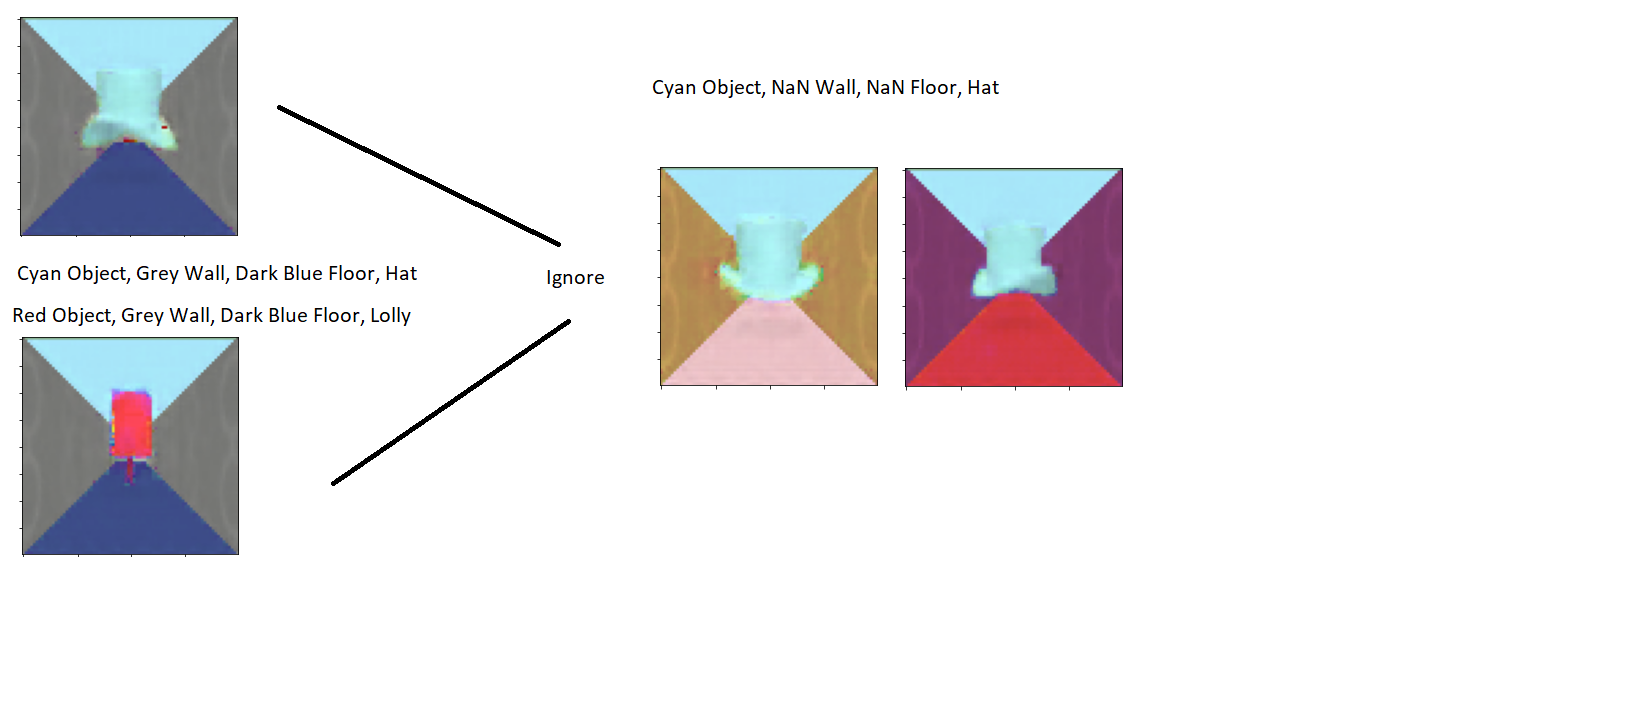 Cyan Object, NaN Wall, NaN Floor, Hat
Cyan Object, Grey Wall, Dark Blue Floor, Hat
Ignore
Red Object, Grey Wall, Dark Blue Floor, Lolly